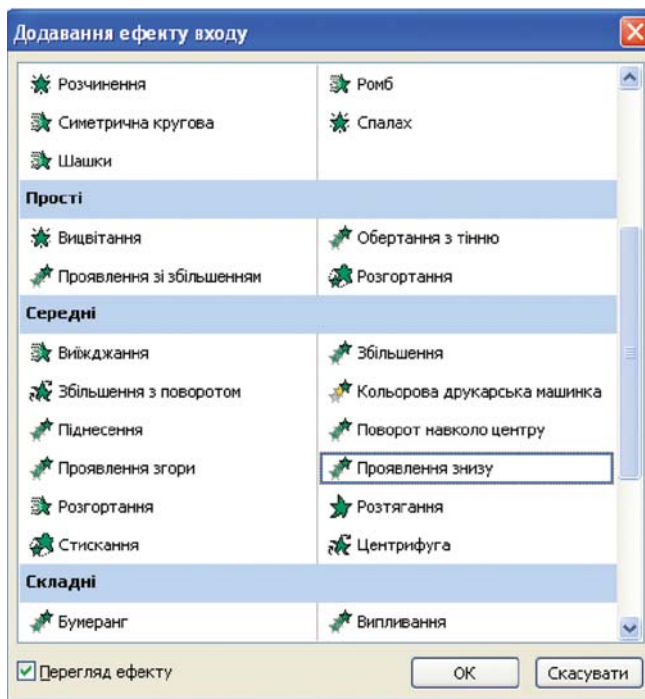 Додавання ефекту входу
Розчинення Ромб
Симетрична кругова Спалах
Шашки
Прості
Вицвітання Обертання з тінню
Проявлення зі збільшенням Розгортання
Середні
Виїжджання Збільшення
Збільшення з поворотом Кольорова друкарська машинка
Піднесення Поворот навколо центру
Проявлення згори Проявлення знизу
Розгортання Розтягання
Стискання Центрифуга
Складні
Бумеранг Випливання
Перегляд ефекту ОК Скасувати